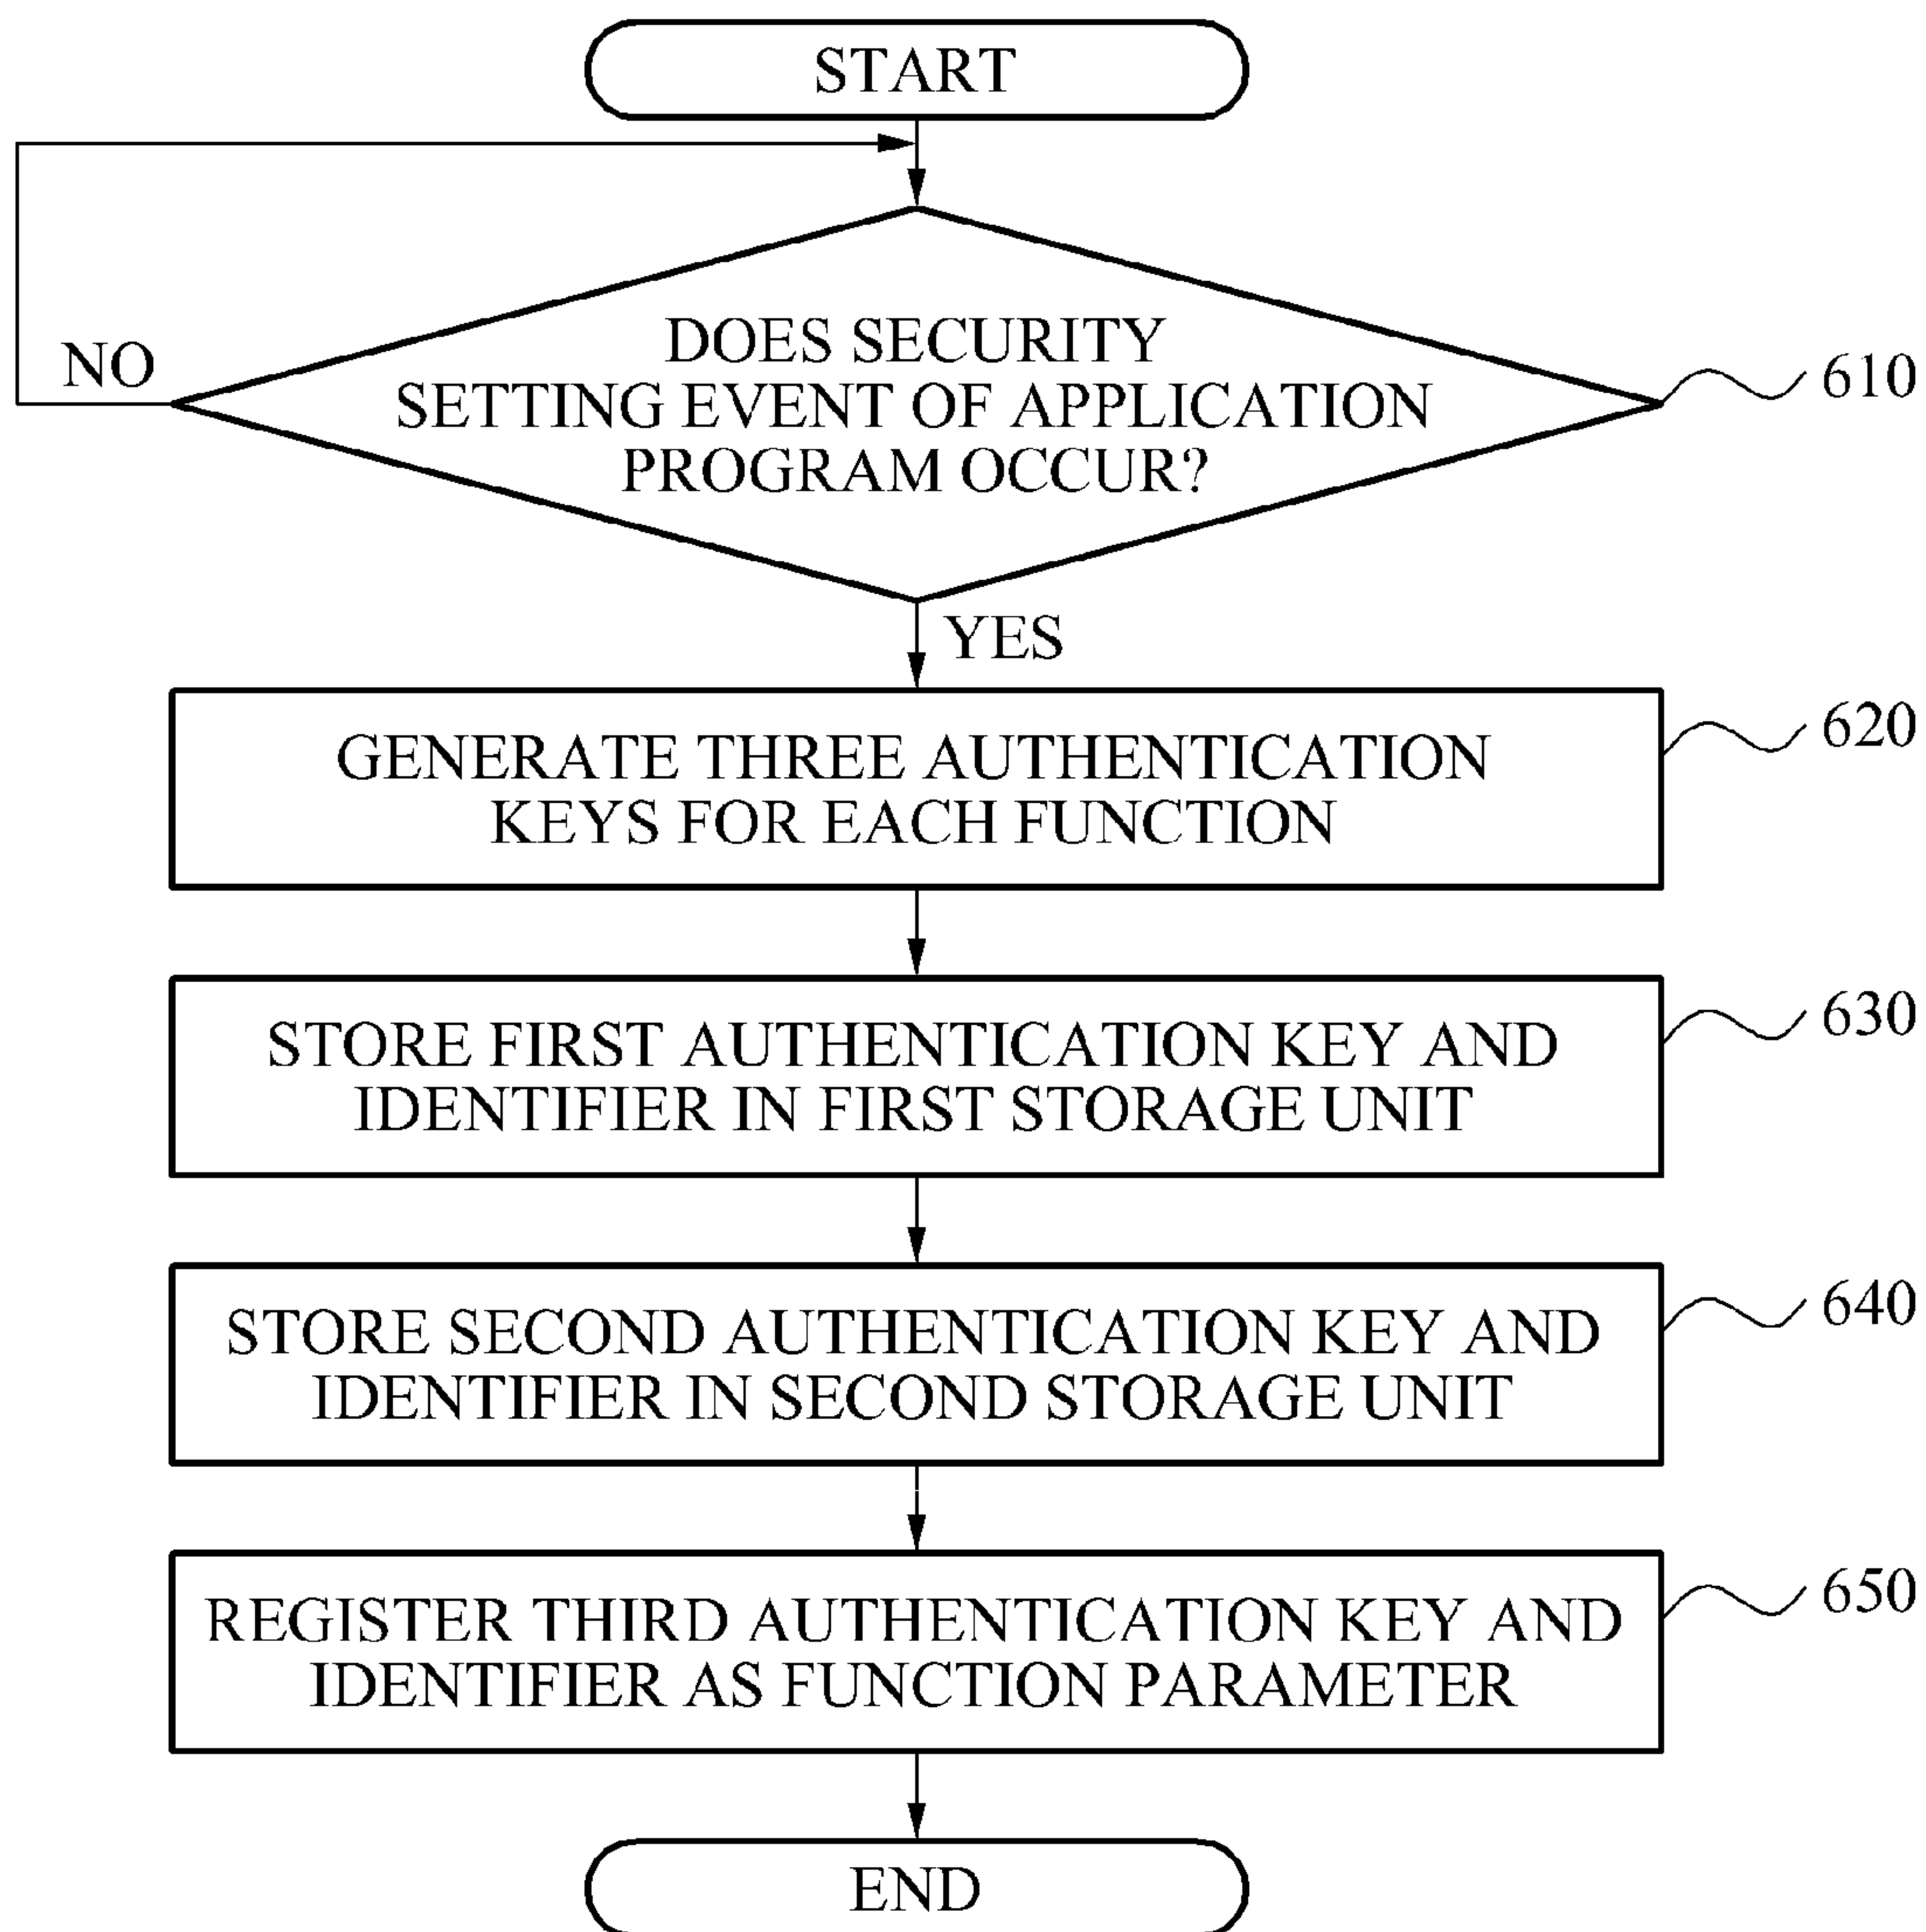 START
DOES SECURITY
SETTING EVENT OF APPLICATION
PROGRAM OCCUR?
NO
610
YES
GENERATE THREE AUTHENTICATION
KEYS FOR EACH FUNCTION
620
STORE FIRST AUTHENTICATION KEY AND
IDENTIFIER IN FIRST STORAGE UNIT
630
STORE SECOND AUTHENTICATION KEY AND
IDENTIFIER IN SECOND STORAGE UNIT
640
REGISTER THIRD AUTHENTICATION KEY AND
IDENTIFIER AS FUNCTION PARAMETER
650
END